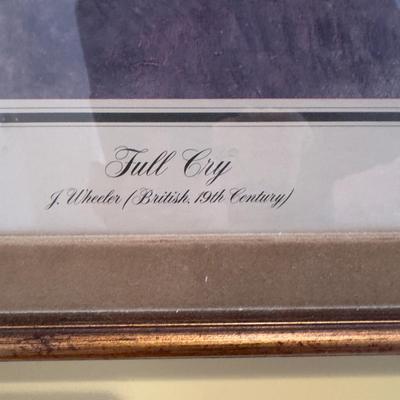 Full Cry
J. Wheeler (British, 19th Century)